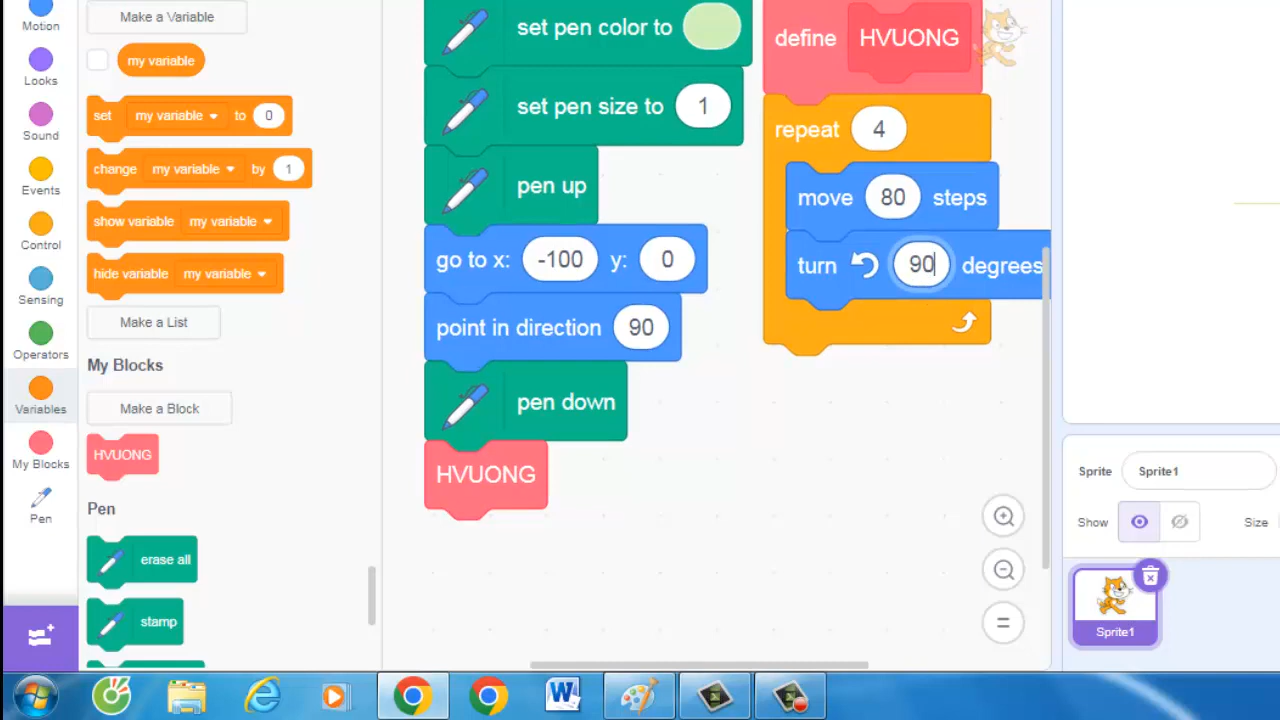 Motion
Looks
Sound
Events
Control
Sensing
Operators
Variables
My Blocks
Pen
Make a Variable
my variable
set my variable to 0
change my variable by 1
show variable my variable
hide variable my variable
Make a List
My Blocks
Make a Block
HVUONG
Pen
erase all
stamp
set pen color to
set pen size to 1
pen up
go to x: -100 y: 0
point in direction 90
pen down
HVUONG
define HVUONG
repeat 4
move 80 steps
turn 90 degrees
Sprite Sprite1
Show Size
Sprite1